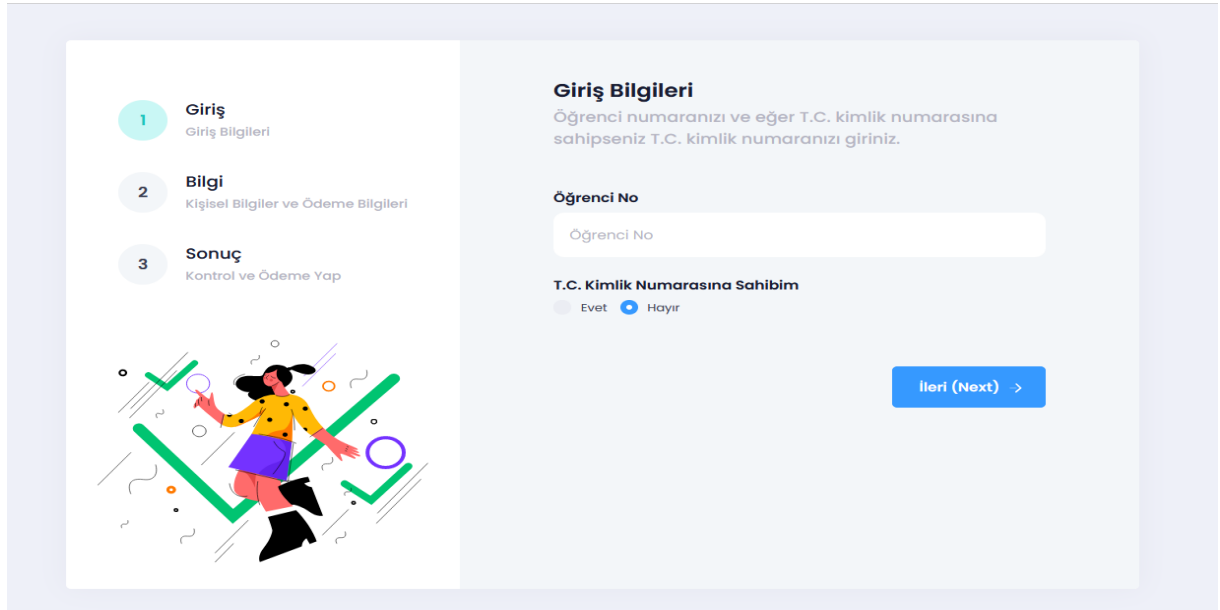 1
Giriş
Giriş Bilgileri
2
Bilgi
Kişisel Bilgiler ve Ödeme Bilgileri
3
Sonuç
Kontrol ve Ödeme Yap
Giriş Bilgileri
Öğrenci numaranızı ve eğer T.C. kimlik numarasına
sahipseniz T.C. kimlik numaranızı giriniz.
Öğrenci No
Öğrenci No
T.C. Kimlik Numarasına Sahibim
Evet Hayır
İleri (Next) →